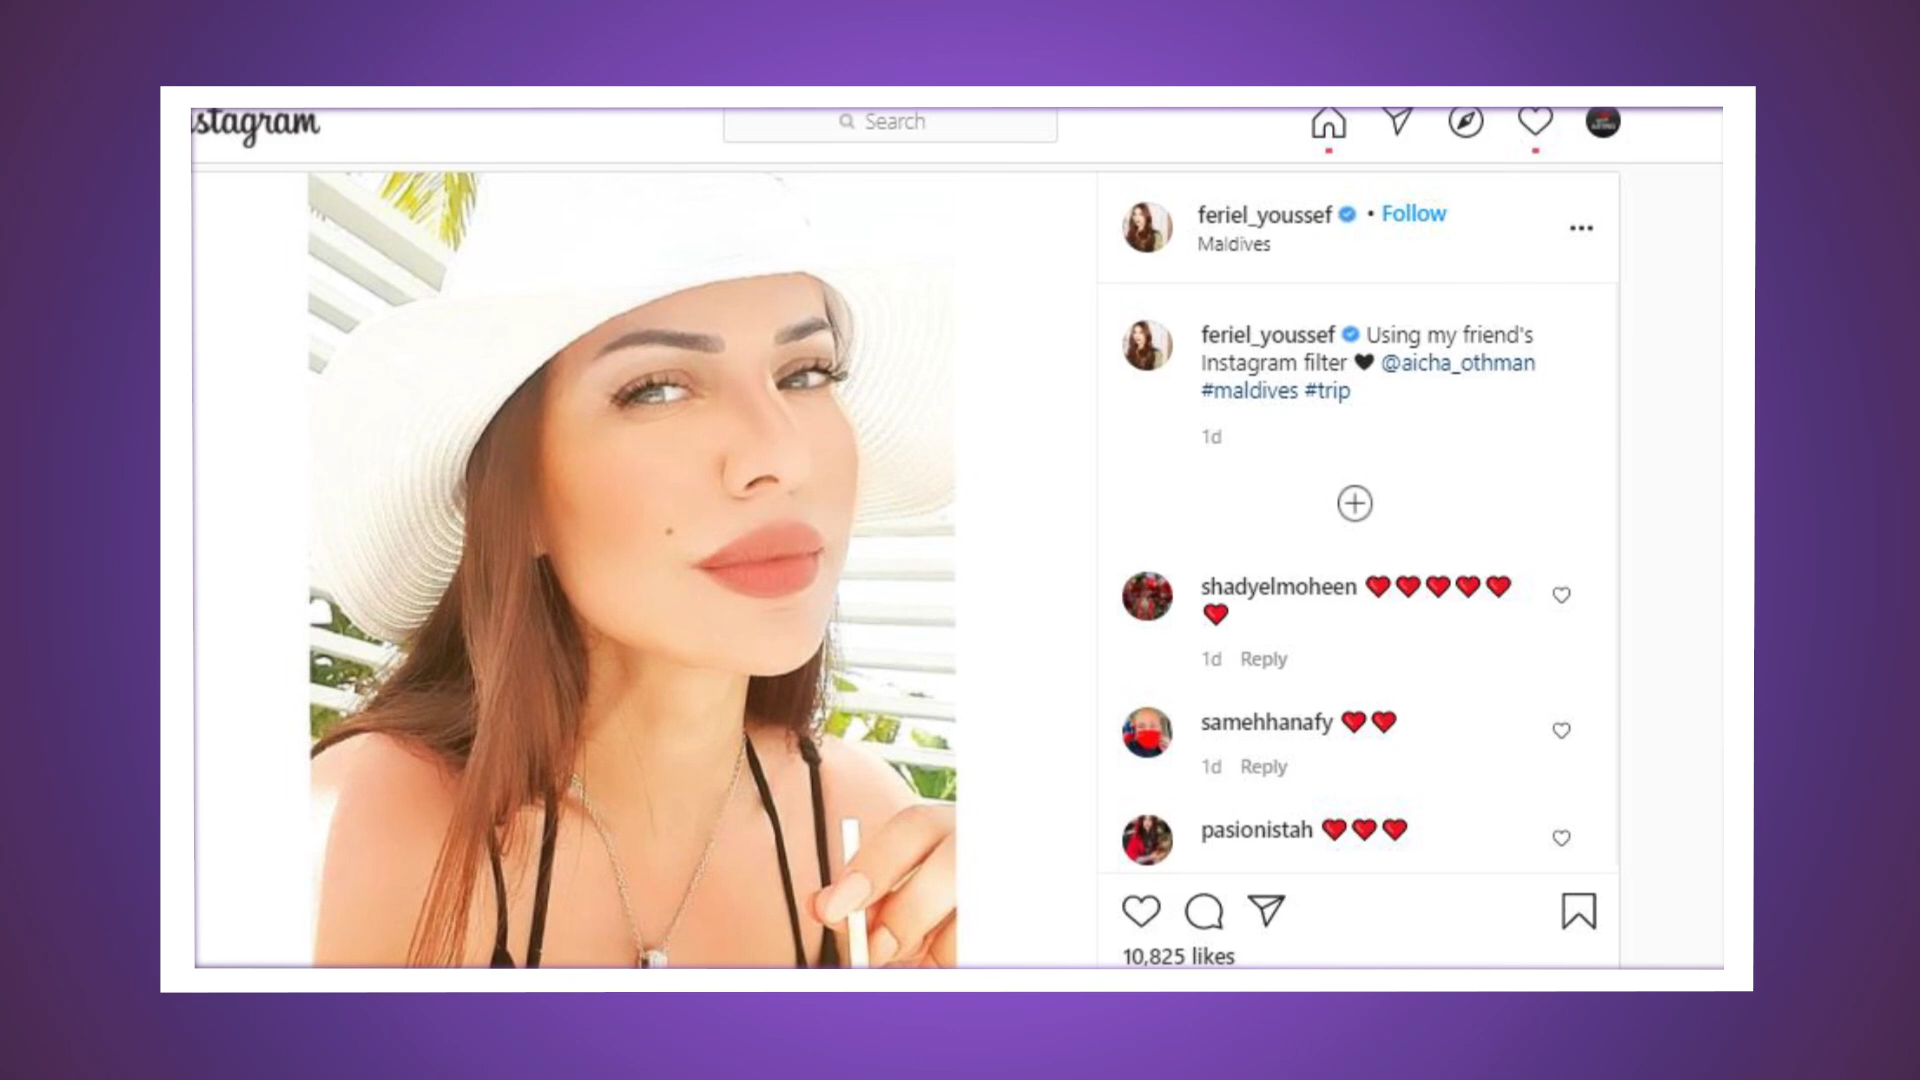 stagram
Search
feriel_youssef • Follow
Maldives
feriel_youssef Using my friend's
Instagram filter 🖤 @aicha_othman
#maldives #trip
1d
shadyelmoheen ❤❤❤❤❤
❤
1d Reply
samehhanafy ❤❤
1d Reply
pasionistah ❤❤❤
10,825 likes